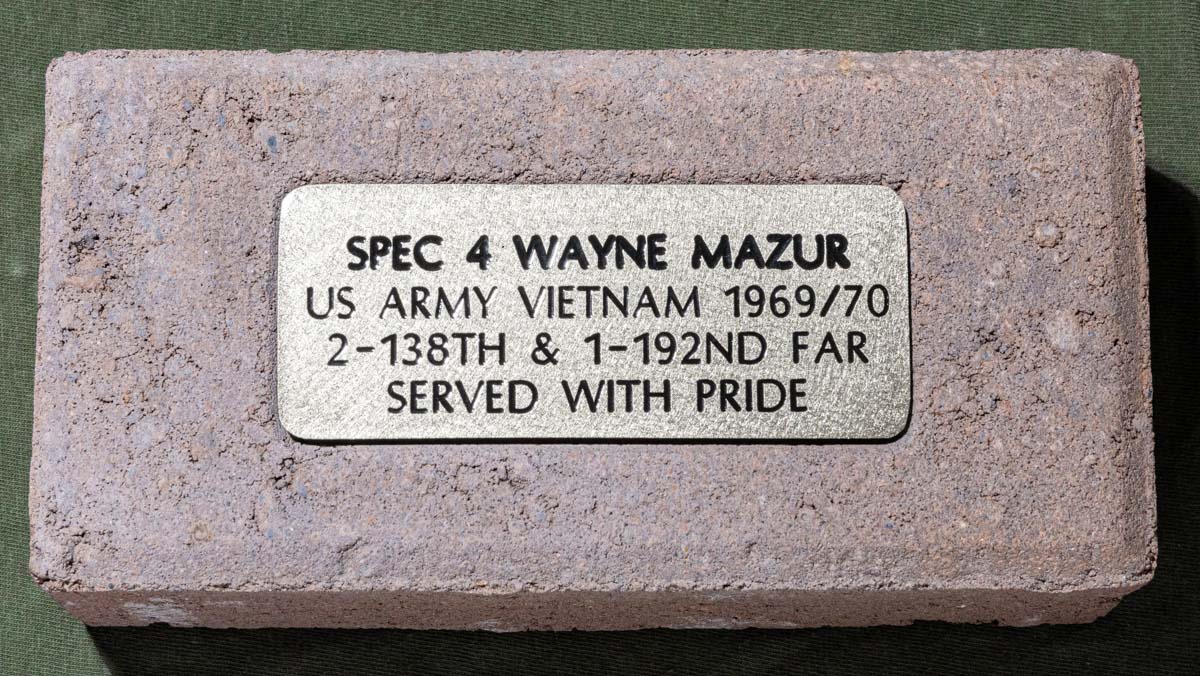 SPEC 4 WAYNE MAZUR
US ARMY VIETNAM 1969/70
2-138TH & 1-192ND FAR
SERVED WITH PRIDE